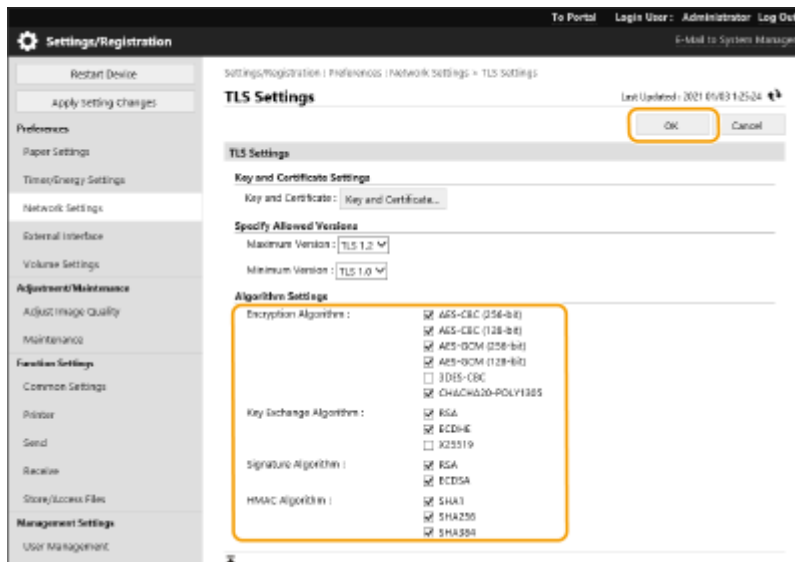 To Portal Login User: Administrator Log Out
Settings/Registration
E-Mail to System Manager
Restart Device
Apply Setting Changes
Preferences
Paper Settings
Timer/Energy Settings
Network Settings
External Interface
Volume Settings
Adjustment/Maintenance
Adjust Image Quality
Maintenance
Function Settings
Common Settings
Printer
Send
Receive
Store/Access Files
Management Settings
User Management
Settings/Registration : Preferences : Network Settings > TLS Settings
TLS Settings
Last Updated : 2021 01/03 1:25:24
OK Cancel
TLS Settings
Key and Certificate Settings
Key and Certificate : Key and Certificate...
Specify Allowed Versions
Maximum Version : TLS 1.2
Minimum Version : TLS 1.0
Algorithm Settings
Encryption Algorithm : AES-CBC (256-bit)
AES-CBC (128-bit)
AES-GCM (256-bit)
AES-GCM (128-bit)
3DES-CBC
CHACHA20-POLY1305
Key Exchange Algorithm : RSA
ECDHE
X25519
Signature Algorithm : RSA
ECDSA
HMAC Algorithm : SHA1
SHA256
SHA384